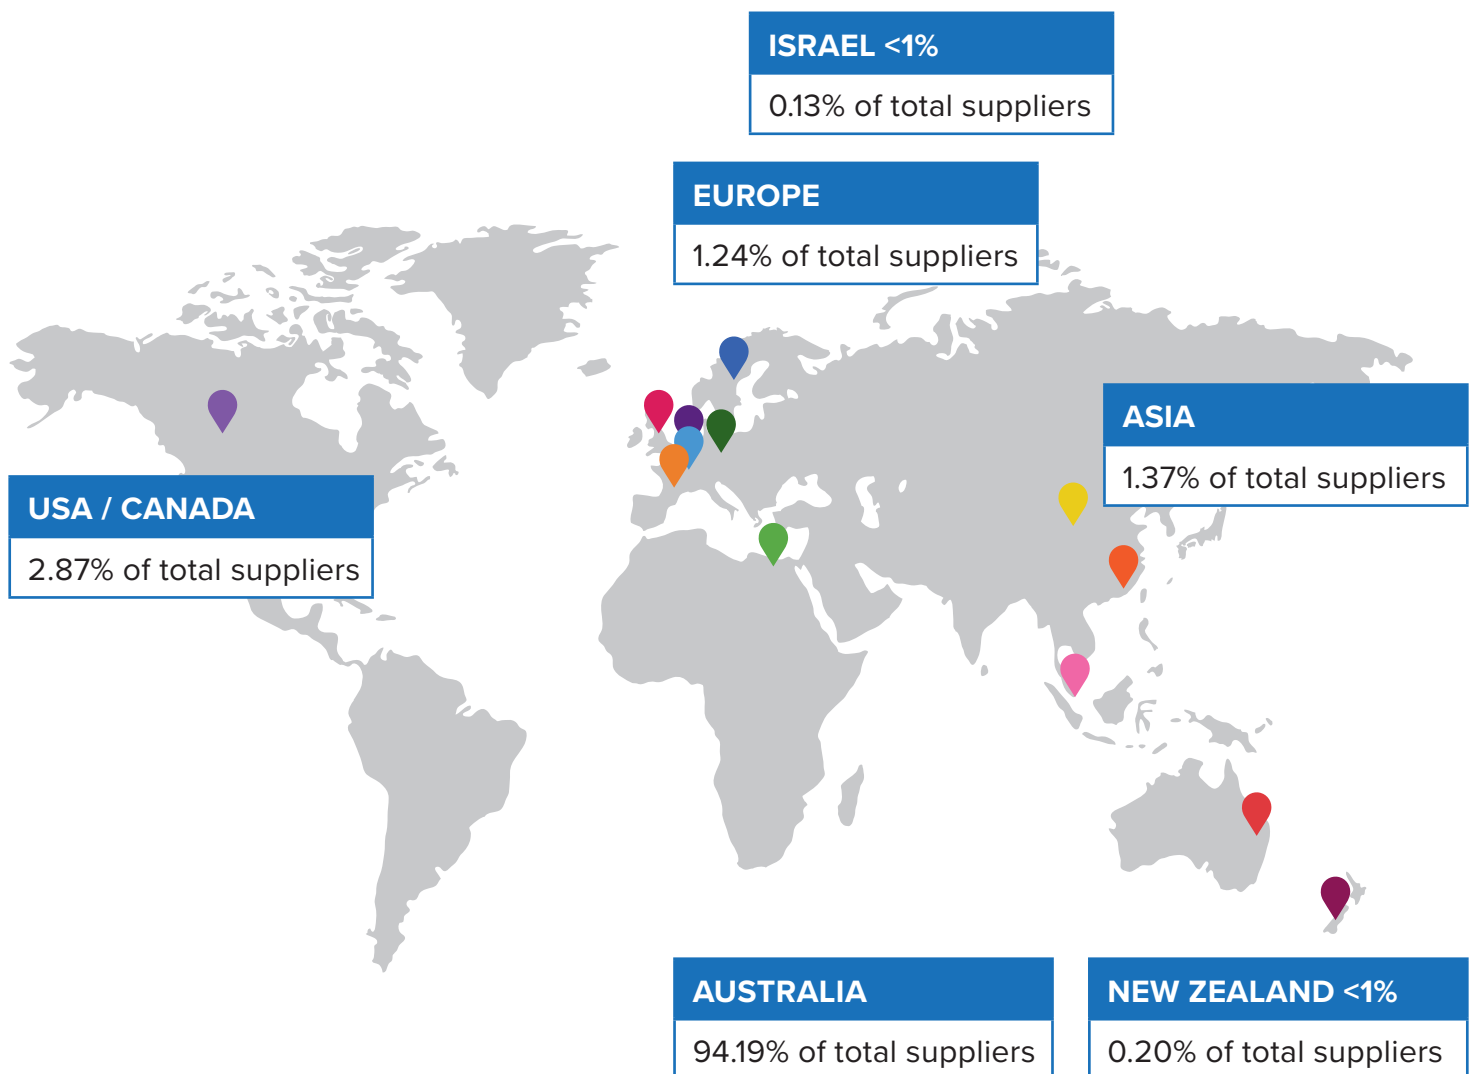 ISRAEL <1%
0.13% of total suppliers
EUROPE
1.24% of total suppliers
ASIA
1.37% of total suppliers
USA / CANADA
2.87% of total suppliers
AUSTRALIA
94.19% of total suppliers
NEW ZEALAND <1%
0.20% of total suppliers